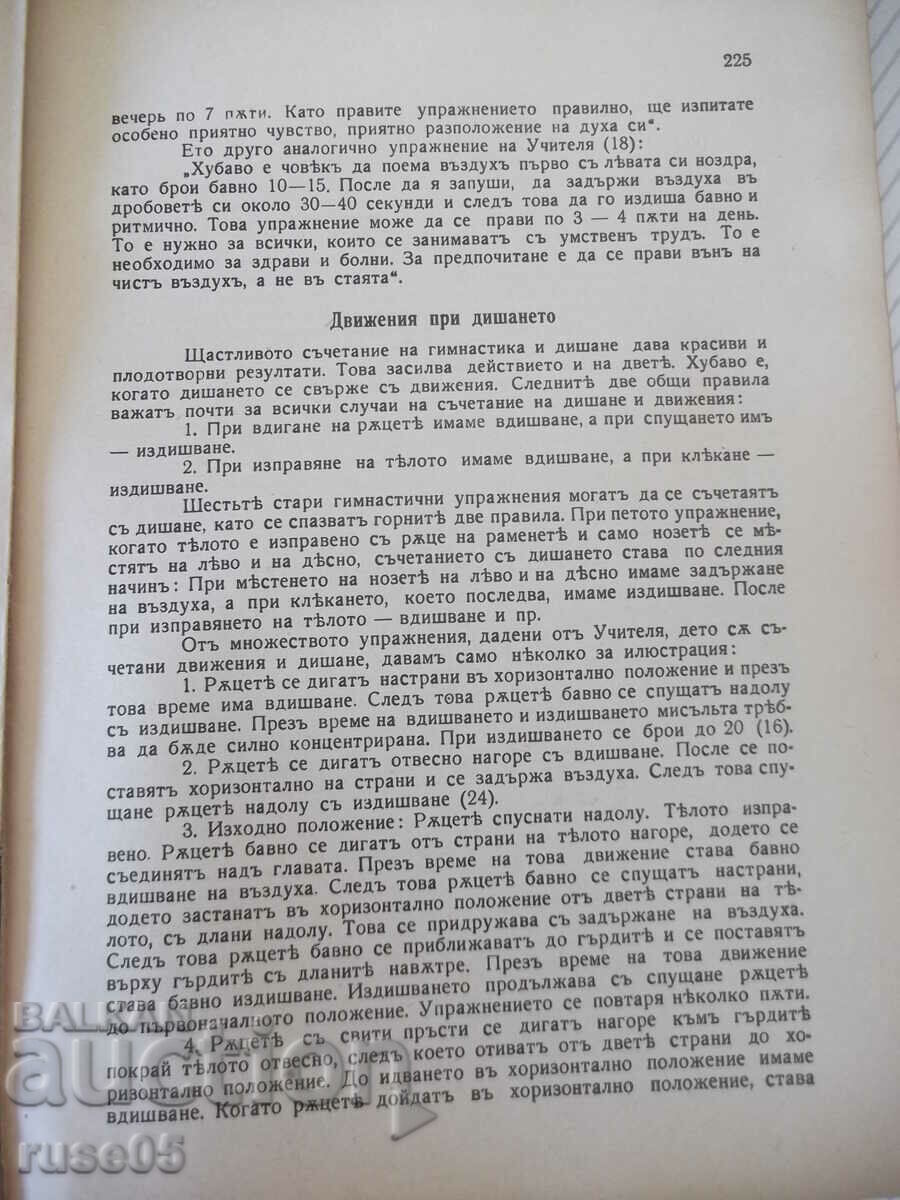 225
вечерь по 7 пѫти. Като правите упражнението правилно, ще изпитате
особено приятно чувство, приятно разположение на духа си“.
Ето друго аналогично упражнение на Учителя (18):
„Хубаво е човѣкъ да поема въздухъ първо съ лѣвата си ноздра,
като брои бавно 10—15. После да я запуши, да задържи въздуха въ
дробоветѣ си около 30—40 секунди и следъ това да го издиша бавно и
ритмично. Това упражнение може да се прави по 3 — 4 пѫти на день.
То е нужно за всички, които се занимаватъ съ умственъ трудъ. То е
необходимо за здрави и болни. За предпочитане е да се прави вънъ на
чистъ въздухъ, а не въ стаята“.
Движения при дишането
Щастливото съчетание на гимнастика и дишане дава красиви и
плодотворни резултати. Това засилва действието и на дветѣ. Хубаво е,
когато дишането се свърже съ движения. Следнитѣ две общи правила
важатъ почти за всички случаи на съчетание на дишане и движения:
1. При вдигане на рѫцетѣ имаме вдишване, а при спущането имъ
— издишване.
2. При изправяне на тѣлото имаме вдишване, а при клѣкане —
издишване.
Шестьтѣ стари гимнастични упражнения могатъ да се съчетаятъ
съ дишане, като се спазватъ горнитѣ две правила. При петото упражнение,
когато тѣлото е изправено съ рѫце на раменетѣ и само нозетѣ се мѣ-
стятъ на лѣво и на дѣсно, съчетанието съ дишането става по следния
начинъ: При мѣстенето на нозетѣ на лѣво и на дѣсно имаме задържане
на въздуха, а при клѣкането, което последва, имаме издишване. После
при изправянето на тѣлото — вдишване и пр.
Отъ множеството упражнения, дадени отъ Учителя, дето сѫ съ-
четани движения и дишане, давамъ само нѣколко за илюстрация:
1. Рѫцетѣ се дигатъ настрани въ хоризонтално положение и презъ
това време има вдишване. Следъ това рѫцетѣ бавно се спущатъ надолу
съ издишване. Презъ време на вдишването и издишването мисъльта трѣб-
ва да бѫде силно концентрирана. При издишването се брои до 20 (16).
2. Рѫцетѣ се дигатъ отвесно нагоре съ вдишване. После се по-
ставятъ хоризонтално на страни и се задържа въздуха. Следъ това спу-
щане рѫцетѣ надолу съ издишване (24).
3. Изходно положение: Рѫцетѣ спуснати надолу. Тѣлото изпра-
вено. Рѫцетѣ бавно се дигатъ отъ страни на тѣлото нагоре, додето се
съединятъ надъ главата. Презъ време на това движение става бавно
вдишване на въздуха. Следъ това рѫцетѣ бавно се спущатъ настрани,
додето застанатъ въ хоризонтално положение отъ дветѣ страни на тѣ-
лото, съ длани надолу. Това се придружава съ задържане на въздуха.
Следъ това рѫцетѣ бавно се приближаватъ до гърдитѣ и се поставятъ
върху гърдитѣ съ дланитѣ навѫтре. Презъ време на това движение
става бавно издишване. Издишването продължава съ спущане рѫцетѣ
до първоначалното положение. Упражнението се повтаря нѣколко пѫти.
4. Рѫцетѣ съ свити пръсти се дигатъ нагоре къмъ гърдитѣ
покрай тѣлото отвесно, следъ което отиватъ отъ дветѣ страни до хо-
ризонтално положение. До идването въ хоризонтално положение имаме
вдишване. Когато рѫцетѣ дойдатъ въ хоризонтално положение, става
BALKAN
auction
ruse05